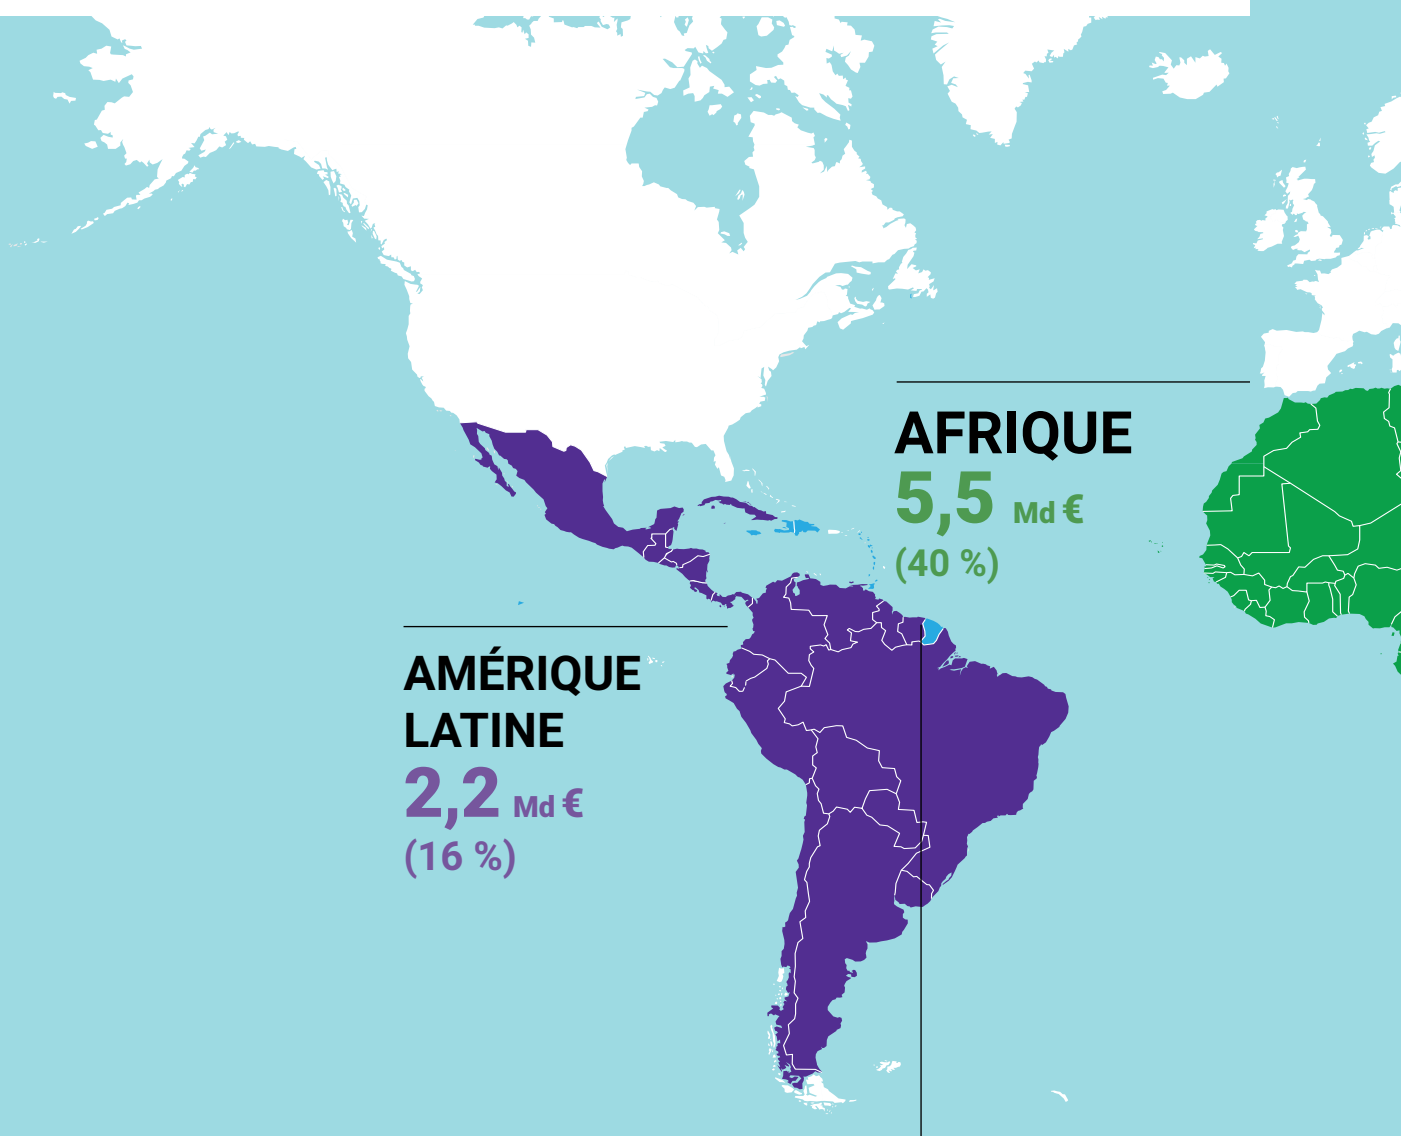 AFRIQUE
5,5 Md €
(40 %)
AMÉRIQUE
LATINE
2,2 Md €
(16 %)